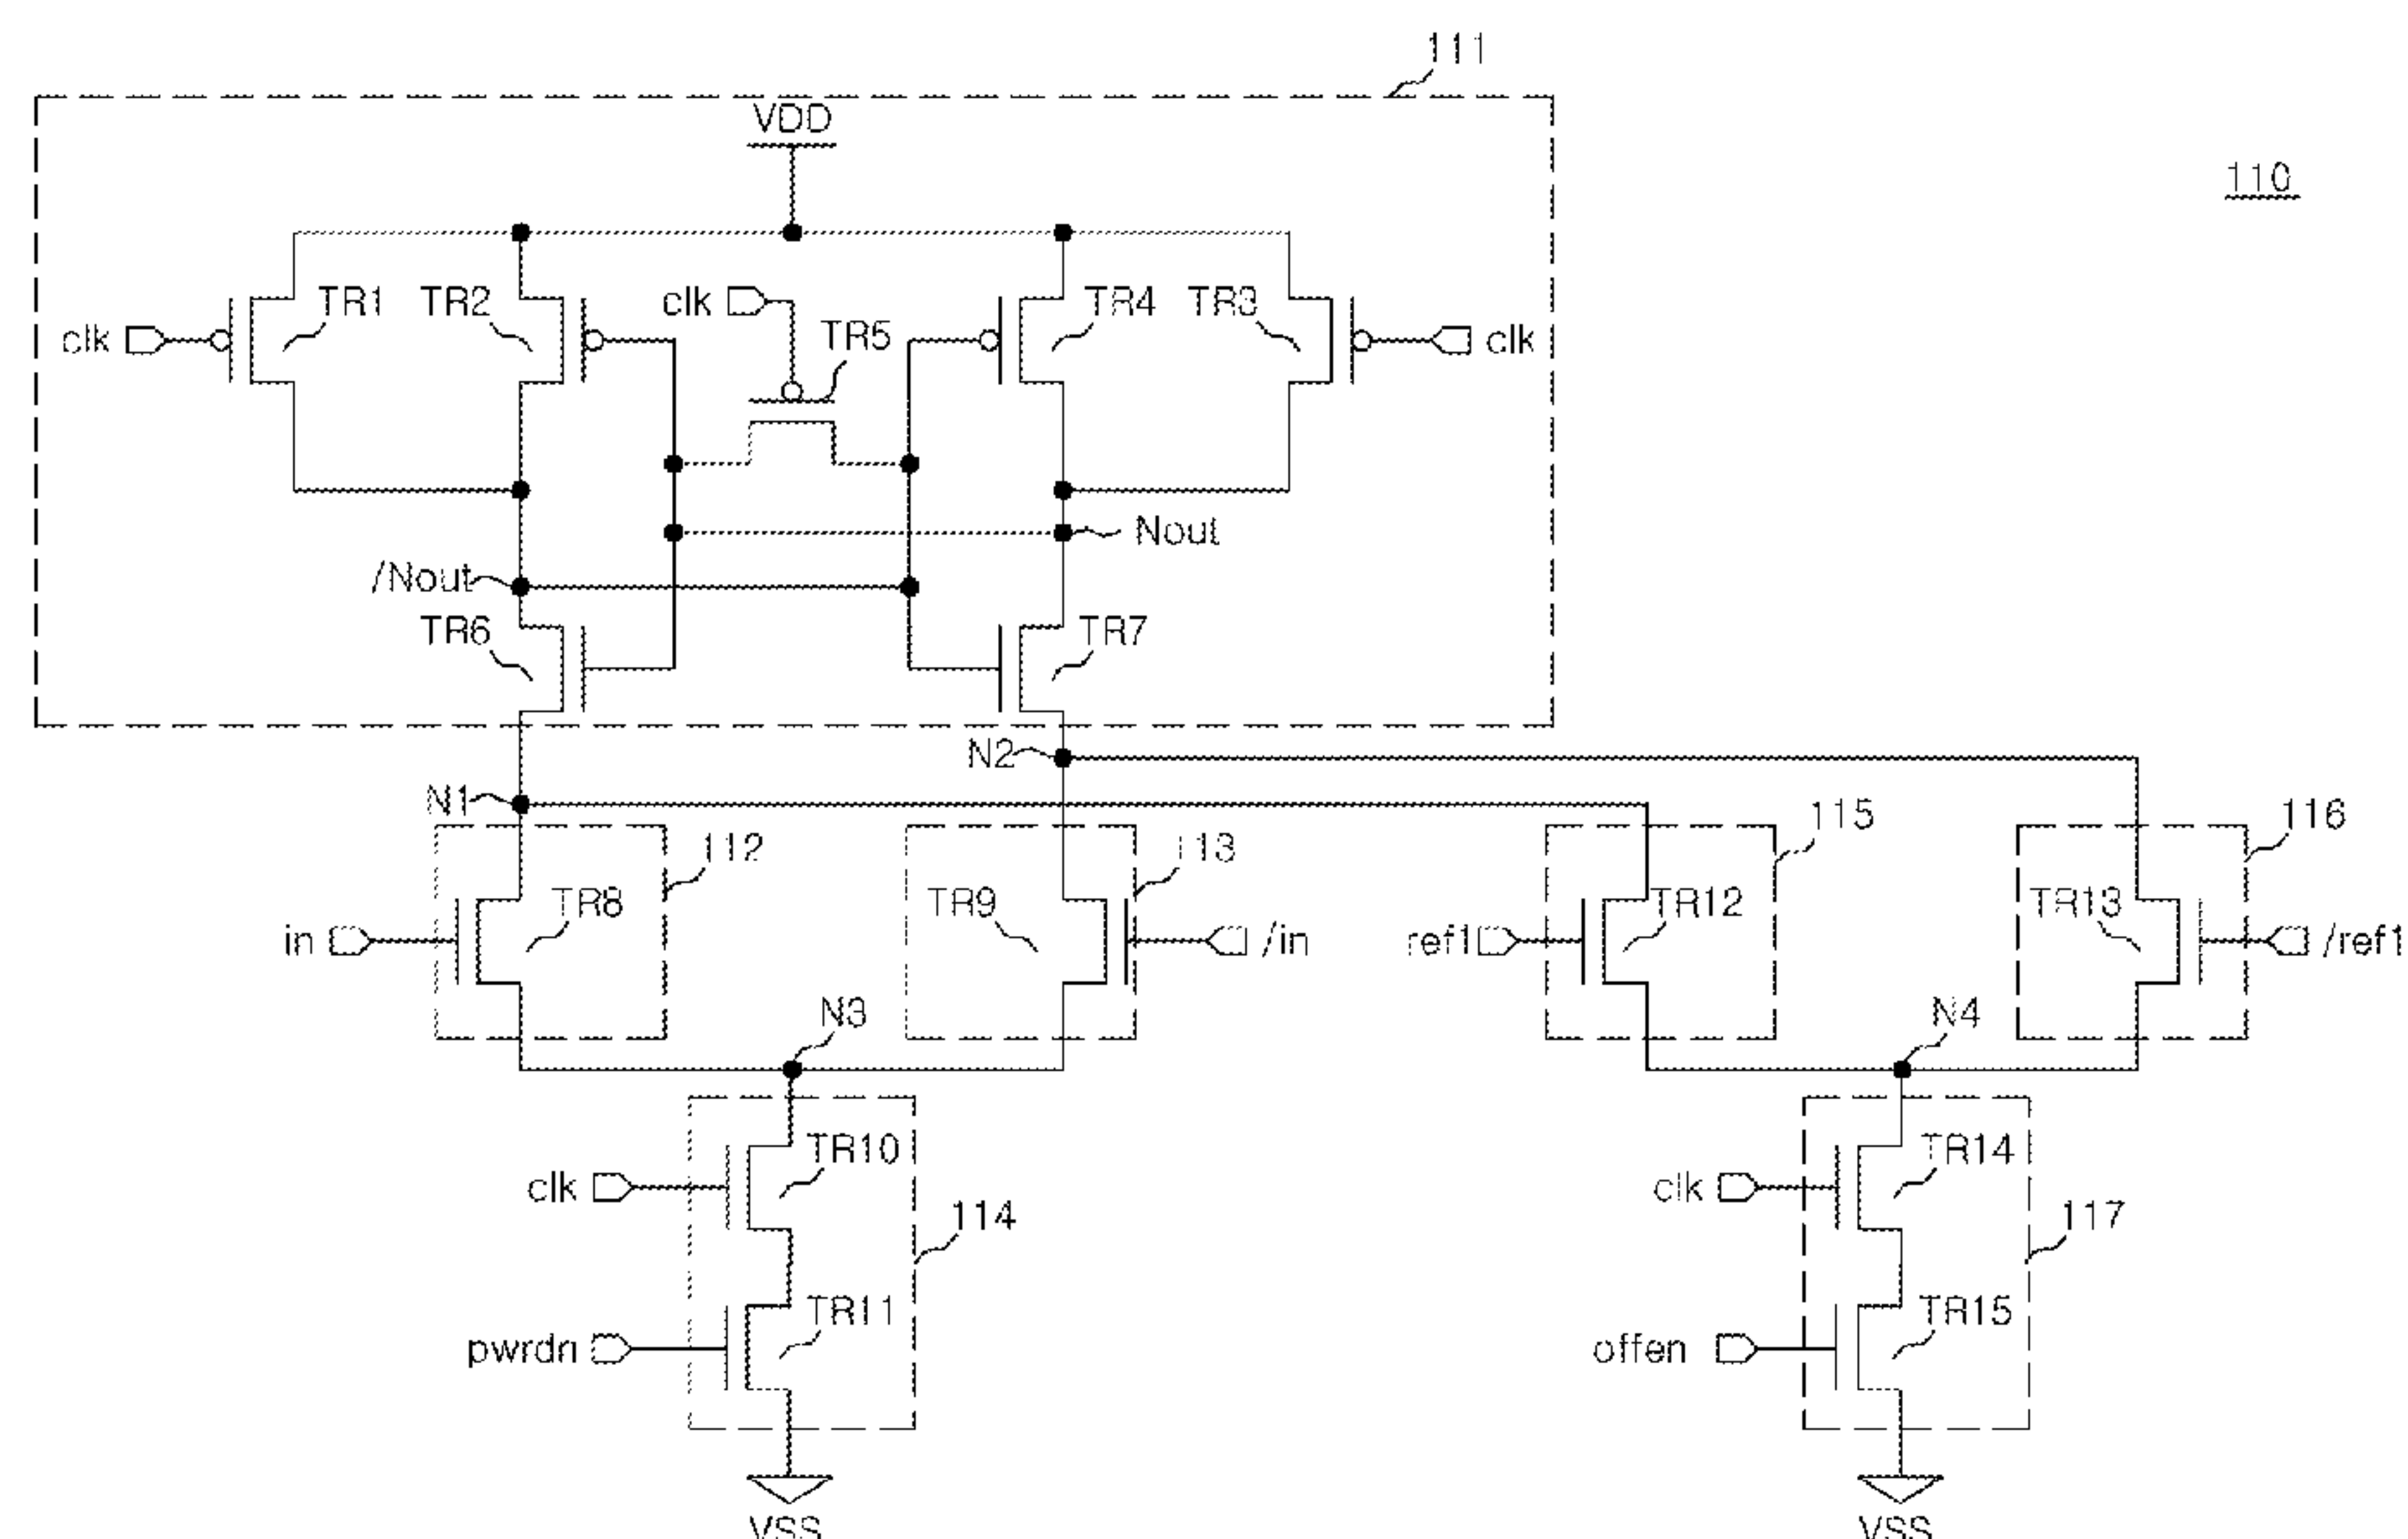 111
VDD
110
clk
TR1
TR2
clk
TR5
TR4
TR3
clk
Nout
/Nout
TR6
TR7
N2
N1
112
113
115
116
in
TR8
TR9
/in
ref1
TR12
TR13
/ref1
N3
N4
clk
TR10
114
clk
TR14
117
pwrdn
TR11
offen
TR15
VSS
VSS